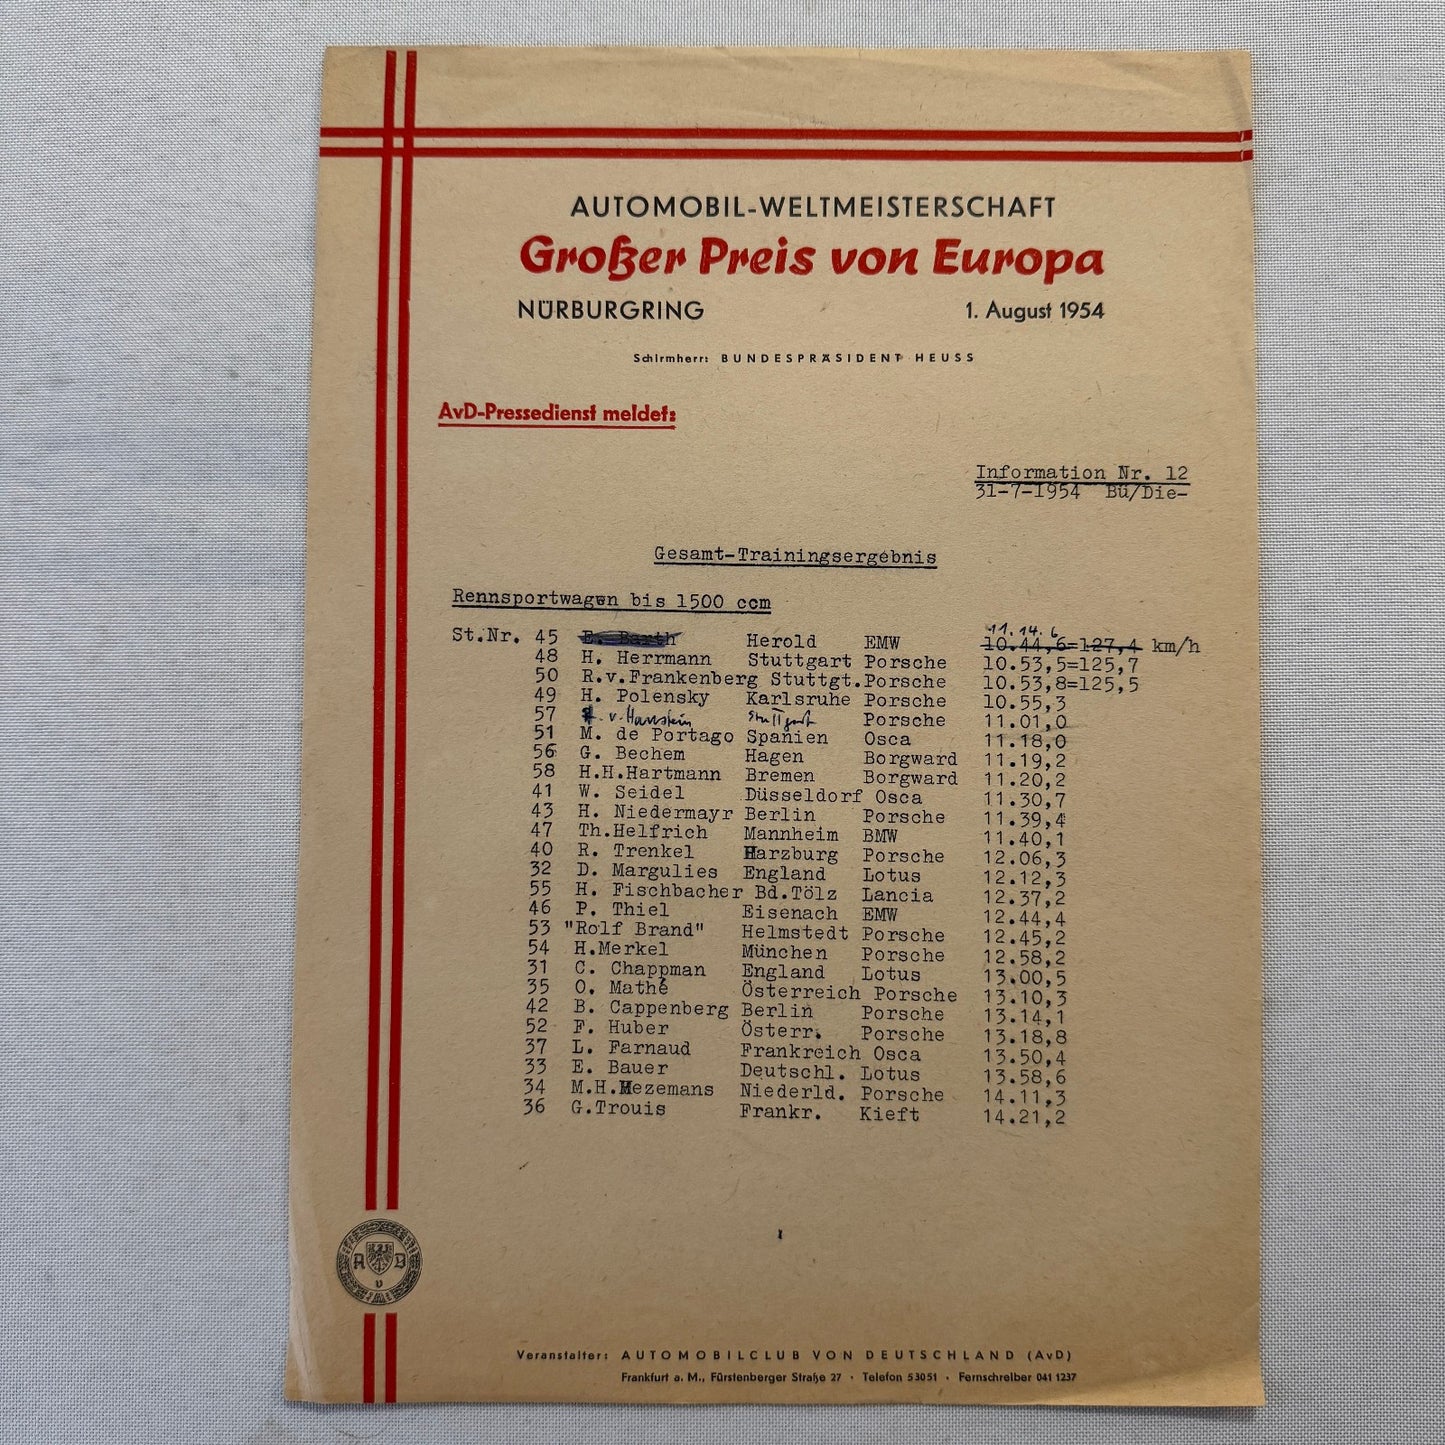 AUTOMOBIL-WELTMEISTERSCHAFT
Großer Preis von Europa
NÜRBURGRING 1. August 1954
Schirmherr: BUNDESPRÄSIDENT HEUSS
AvD-Pressedienst meldet:
Information Nr. 12
31-7-1954 Bü/Die-
Gesamt-Trainingsergebnis
Rennsportwagen bis 1500 ccm
11.14.6
St.Nr. 45 E. Barth Herold EMW 10.44,6=127,4 km/h
48 H. Herrmann Stuttgart Porsche 10.53,5=125,7
50 R.v.Frankenberg Stuttgt. Porsche 10.53,8=125,5
49 H. Polensky Karlsruhe Porsche 10.55,3
57 v. Hanstein Stuttgart Porsche 11.01,0
51 M. de Portago Spanien Osca 11.18,0
56 G. Bechem Hagen Borgward 11.19,2
58 H.H.Hartmann Bremen Borgward 11.20,2
41 W. Seidel Düsseldorf Osca 11.30,7
43 H. Niedermayr Berlin Porsche 11.39,4
47 Th.Helfrich Mannheim BMW 11.40,1
40 R. Trenkel Harzburg Porsche 12.06,3
32 D. Margulies England Lotus 12.12,3
55 H. Fischbacher Bd.Tölz Lancia 12.37,2
46 P. Thiel Eisenach EMW 12.44,4
53 "Rolf Brand" Helmstedt Porsche 12.45,2
54 H.Merkel München Porsche 12.58,2
31 C. Chappman England Lotus 13.00,5
35 O. Mathé Österreich Porsche 13.10,3
42 B. Cappenberg Berlin Porsche 13.14,1
52 F. Huber Österr. Porsche 13.18,8
37 L. Farnaud Frankreich Osca 13.50,4
33 E. Bauer Deutschl. Lotus 13.58,6
34 M.H.Hezemans Niederld. Porsche 14.11,3
36 G.Trouis Frankr. Kieft 14.21,2
A D
v
Veranstalter: AUTOMOBILCLUB VON DEUTSCHLAND (AvD)
Frankfurt a. M., Fürstenberger Straße 27 · Telefon 53051 · Fernschreiber 041 1237